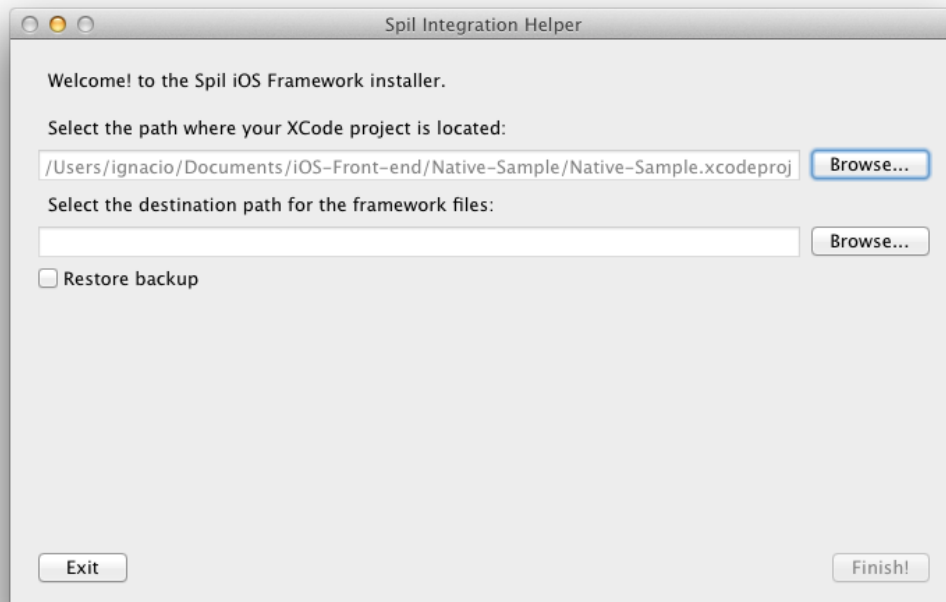 Spil Integration Helper
Welcome! to the Spil iOS Framework installer.
Select the path where your XCode project is located:
/Users/ignacio/Documents/iOS-Front-end/Native-Sample/Native-Sample.xcodeproj
Browse...
Select the destination path for the framework files:
Browse...
Restore backup
Exit
Finish!